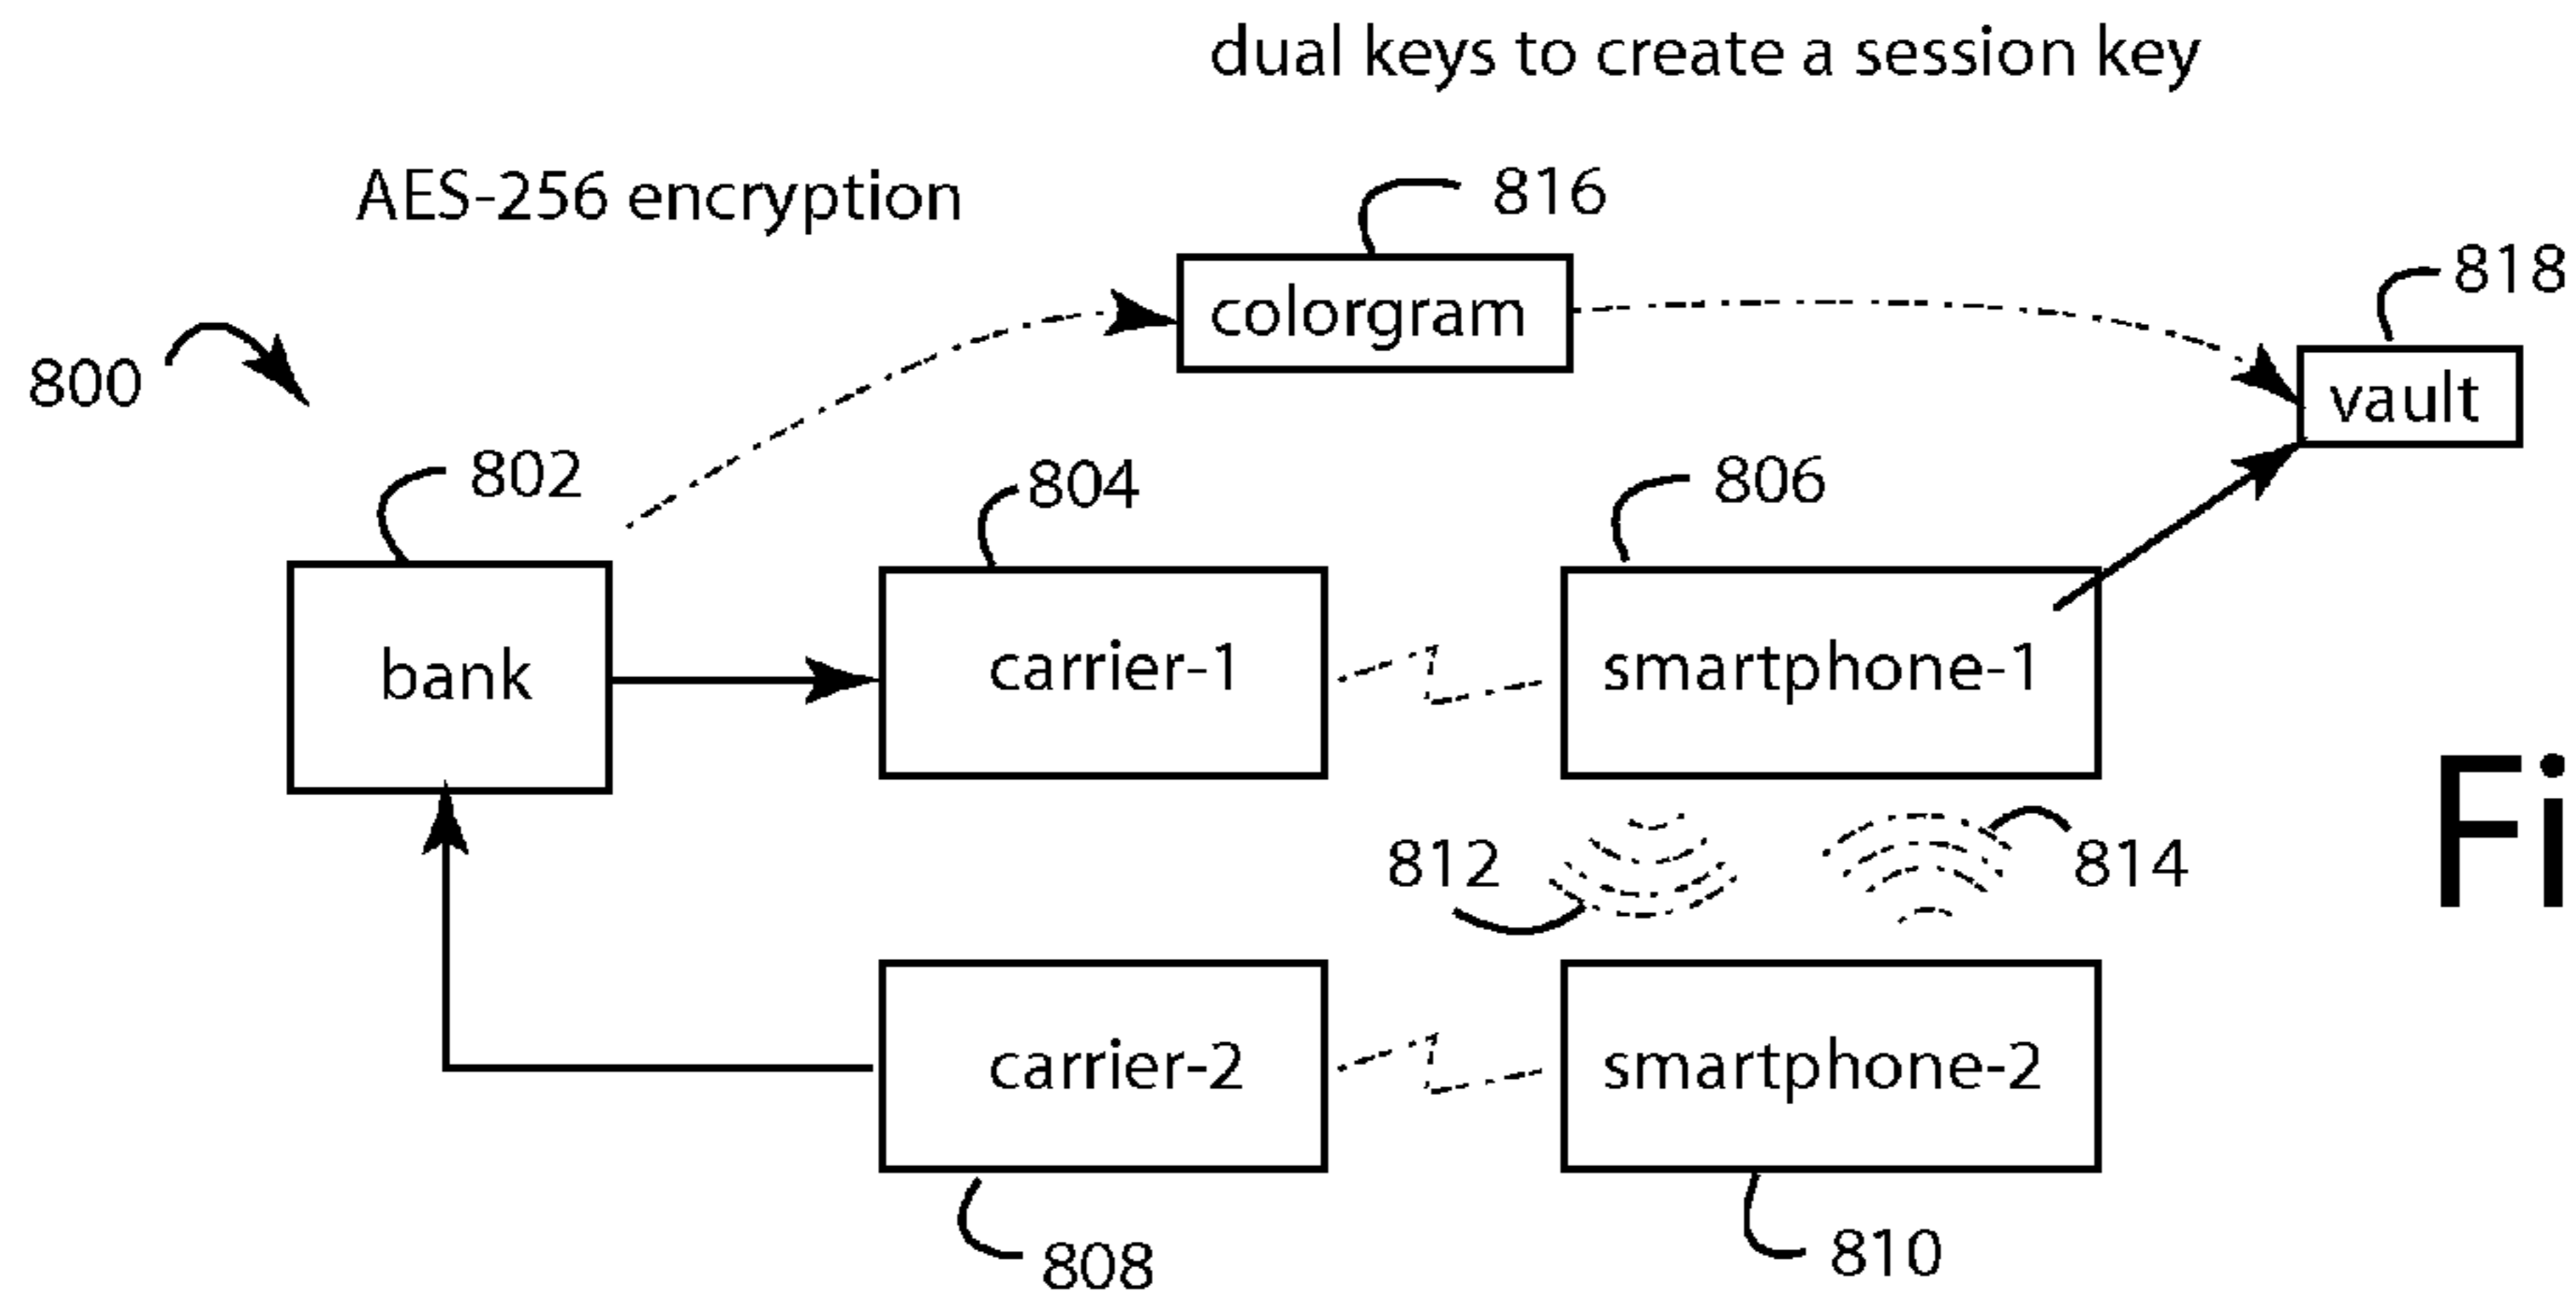 dual keys to create a session key
AES-256 encryption
816
colorgram
818
vault
800
802
804
806
bank
carrier-1
smartphone-1
Fi
812
814
carrier-2
smartphone-2
808
810